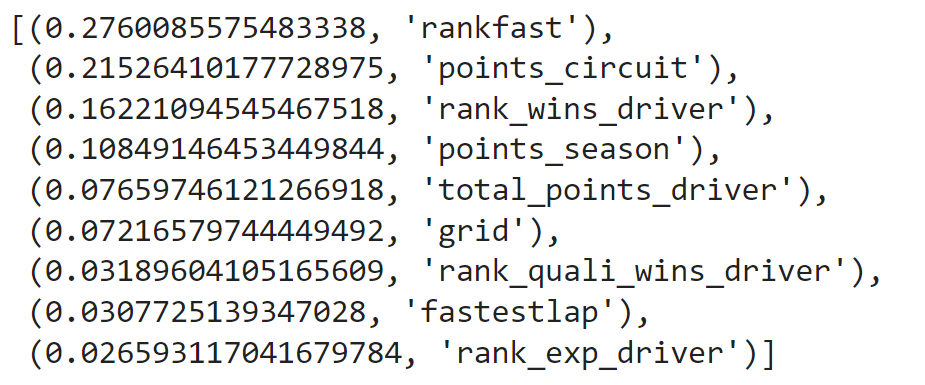 [(0.2760085575483338, 'rankfast'),
(0.21526410177728975, 'points_circuit'),
(0.16221094545467518, 'rank_wins_driver'),
(0.10849146453449844, 'points_season'),
(0.07659746121266918, 'total_points_driver'),
(0.07216579744449492, 'grid'),
(0.03189604105165609, 'rank_quali_wins_driver'),
(0.0307725139347028, 'fastestlap'),
(0.026593117041679784, 'rank_exp_driver')]